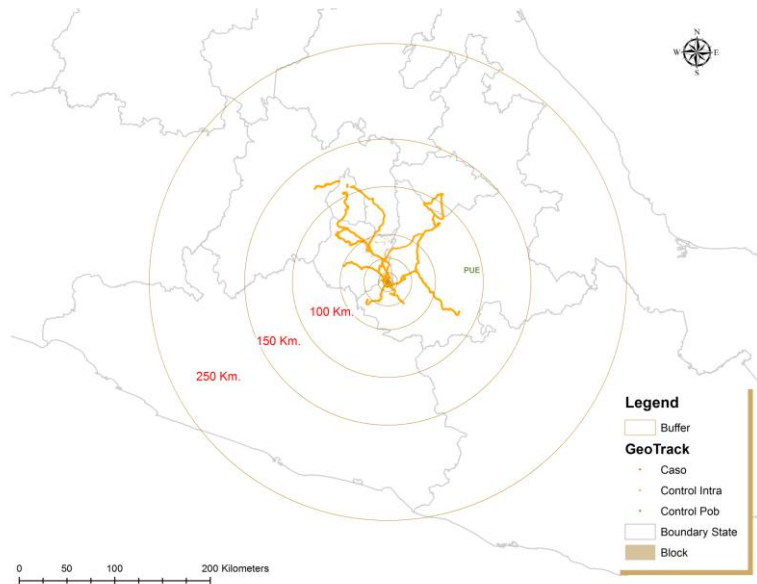 N
W E
S
PUE
100 Km.
150 Km.
250 Km.
Legend
Buffer
GeoTrack
Caso
Control Intra
Control Pob
Boundary State
Block
0 50 100 200 Kilometers